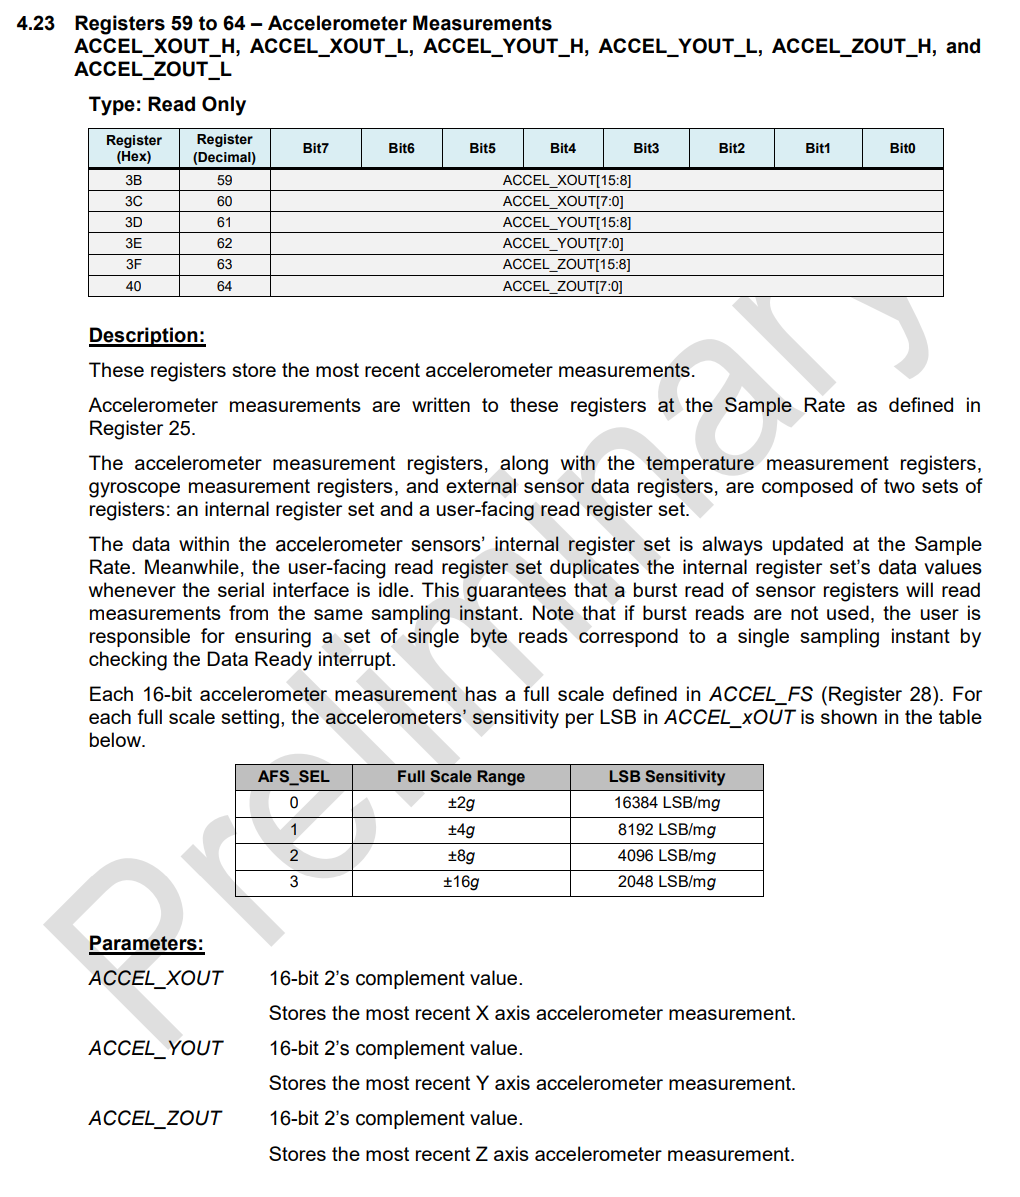 4.23 Registers 59 to 64 – Accelerometer Measurements
ACCEL_XOUT_H, ACCEL_XOUT_L, ACCEL_YOUT_H, ACCEL_YOUT_L, ACCEL_ZOUT_H, and
ACCEL_ZOUT_L
Type: Read Only
Register (Hex) Register (Decimal) Bit7 Bit6 Bit5 Bit4 Bit3 Bit2 Bit1 Bit0
3B 59 ACCEL_XOUT[15:8]
3C 60 ACCEL_XOUT[7:0]
3D 61 ACCEL_YOUT[15:8]
3E 62 ACCEL_YOUT[7:0]
3F 63 ACCEL_ZOUT[15:8]
40 64 ACCEL_ZOUT[7:0]
Description:
These registers store the most recent accelerometer measurements.
Accelerometer measurements are written to these registers at the Sample Rate as defined in
Register 25.
The accelerometer measurement registers, along with the temperature measurement registers,
gyroscope measurement registers, and external sensor data registers, are composed of two sets of
registers: an internal register set and a user-facing read register set.
The data within the accelerometer sensors’ internal register set is always updated at the Sample
Rate. Meanwhile, the user-facing read register set duplicates the internal register set’s data values
whenever the serial interface is idle. This guarantees that a burst read of sensor registers will read
measurements from the same sampling instant. Note that if burst reads are not used, the user is
responsible for ensuring a set of single byte reads correspond to a single sampling instant by
checking the Data Ready interrupt.
Each 16-bit accelerometer measurement has a full scale defined in ACCEL_FS (Register 28). For
each full scale setting, the accelerometers’ sensitivity per LSB in ACCEL_xOUT is shown in the table
below.
AFS_SEL Full Scale Range LSB Sensitivity
0 ±2g 16384 LSB/mg
1 ±4g 8192 LSB/mg
2 ±8g 4096 LSB/mg
3 ±16g 2048 LSB/mg
Parameters:
ACCEL_XOUT 16-bit 2’s complement value.
Stores the most recent X axis accelerometer measurement.
ACCEL_YOUT 16-bit 2’s complement value.
Stores the most recent Y axis accelerometer measurement.
ACCEL_ZOUT 16-bit 2’s complement value.
Stores the most recent Z axis accelerometer measurement.
Preliminary